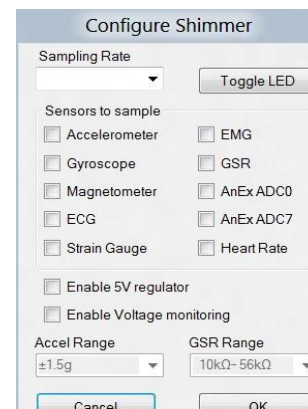 Configure Shimmer
Sampling Rate
Toggle LED
Sensors to sample
Accelerometer EMG
Gyroscope GSR
Magnetometer AnEx ADC0
ECG AnEx ADC7
Strain Gauge Heart Rate
Enable 5V regulator
Enable Voltage monitoring
Accel Range GSR Range
±1.5g 10kΩ- 56kΩ
Cancel OK